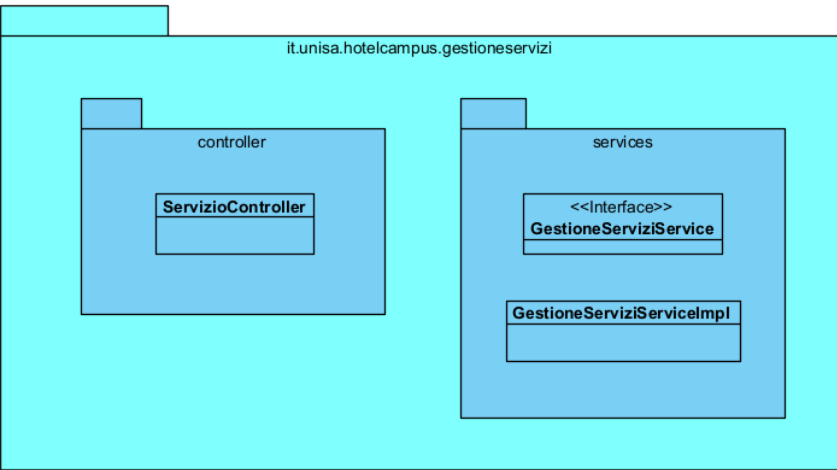 it.unisa.hotelcampus.gestioneservizi
controller
ServizioController
services
<<Interface>>
GestioneServiziService
GestioneServiziServiceImpl